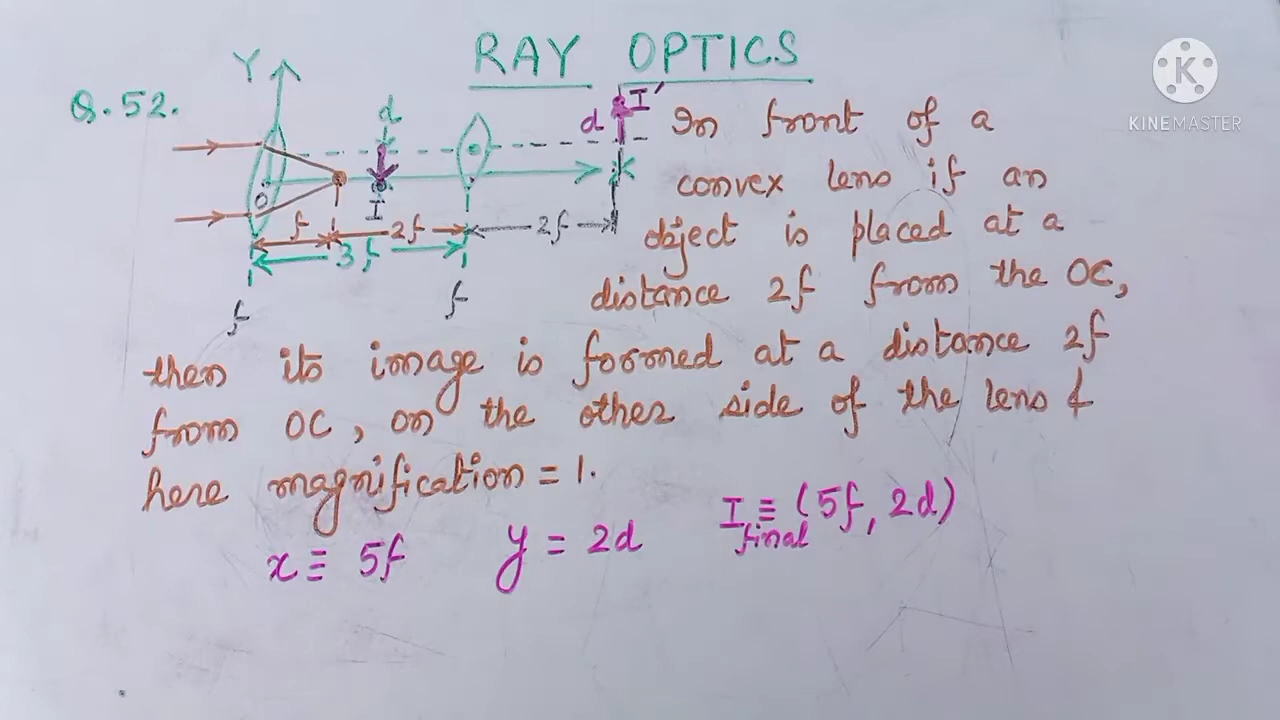 RAY OPTICS
K
KINEMASTER
Q.52.
Y
d
d
I'
O
I
f
2f
2f
3f
f
f
In front of a
convex lens if an
object is placed at a
distance 2f from the OC,
then its image is formed at a distance 2f
from OC, on the other side of the lens &
here magnification = 1.
x ≡ 5f y = 2d I final ≡ (5f, 2d)